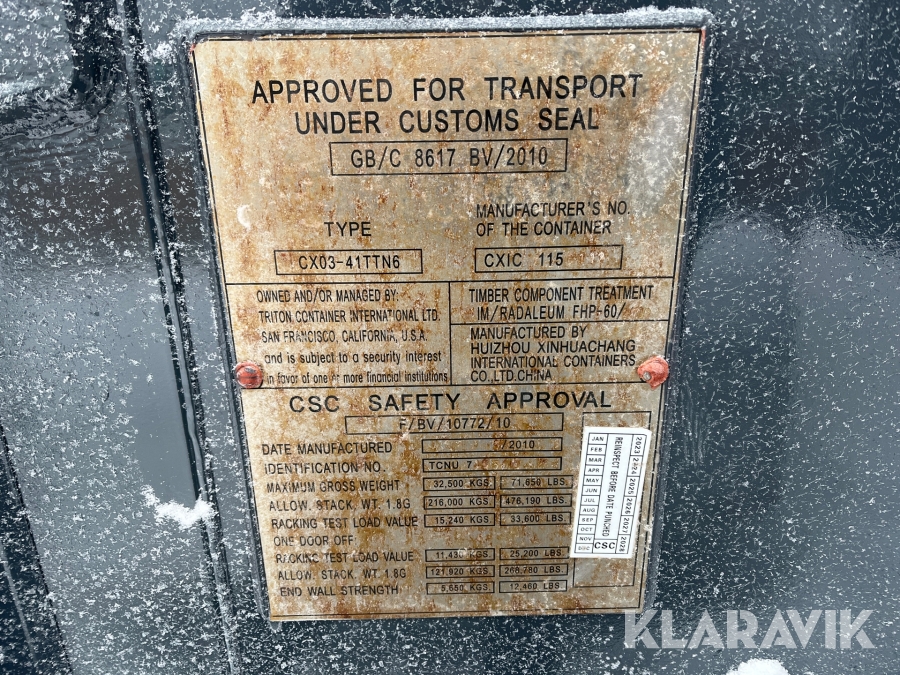 APPROVED FOR TRANSPORT
UNDER CUSTOMS SEAL
GB/C 8617 BV/2010
TYPE
CX03-41TTN6
MANUFACTURER'S NO.
OF THE CONTAINER
CXIC 115
OWNED AND/OR MANAGED BY:
TRITON CONTAINER INTERNATIONAL LTD.
SAN FRANCISCO, CALIFORNIA, U.S.A.
and is subject to a security interest
in favor of one or more financial institutions
TIMBER COMPONENT TREATMENT
IM/RADALEUM FHP-60/
MANUFACTURED BY
HUIZHOU XINHUACHANG
INTERNATIONAL CONTAINERS
CO.,LTD.CHINA
CSC SAFETY APPROVAL
F/BV/10772/10
DATE MANUFACTURED /2010
IDENTIFICATION NO. TCNU 7
MAXIMUM GROSS WEIGHT 32,500 KGS 71,650 LBS
ALLOW. STACK. WT. 1.8G 216,000 KGS 476,190 LBS
RACKING TEST LOAD VALUE 15,240 KGS 33,600 LBS
ONE DOOR OFF:
RACKING TEST LOAD VALUE 11,430 KGS 25,200 LBS
ALLOW. STACK. WT. 1.8G 121,920 KGS 268,780 LBS
END WALL STRENGTH 5,650 KGS 12,460 LBS
JAN
FEB
MAR
APR
MAY
JUN
JUL
AUG
SEP
OCT
NOV
REINSPECT BEFORE DATE PUNCHED
CSC
2023 2024 2025 2026 2027 2028
KLARAVIK